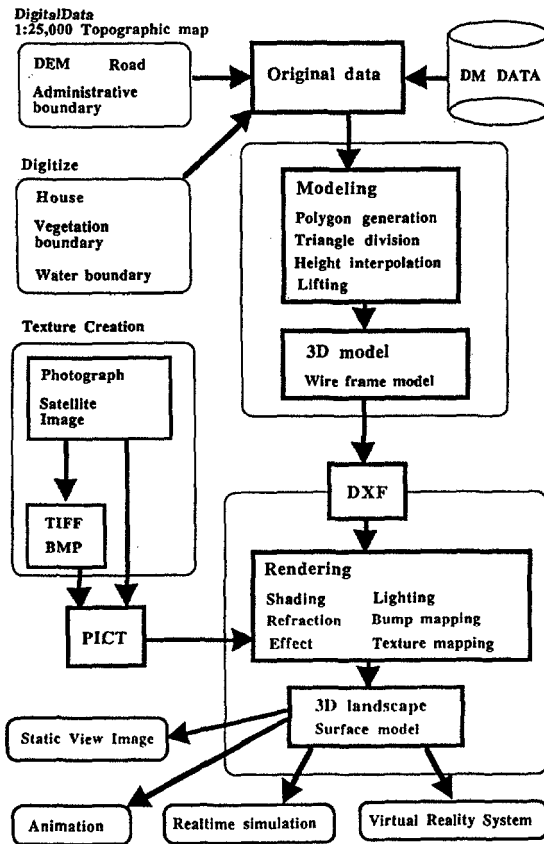 DigitalData
1:25,000 Topographic map
DEM Road
Administrative
boundary
Original data
DM DATA
Digitize
House
Vegetation
boundary
Water boundary
Modeling
Polygon generation
Triangle division
Height interpolation
Lifting
3D model
Wire frame model
Texture Creation
Photograph
Satellite
Image
TIFF
BMP
PICT
DXF
Rendering
Shading Lighting
Refraction Bump mapping
Effect Texture mapping
3D landscape
Surface model
Static View Image
Animation
Realtime simulation
Virtual Reality System